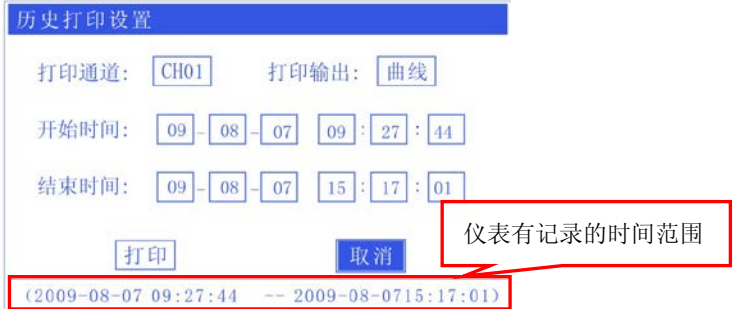 历史打印设置
打印通道: CH01 打印输出: 曲线
开始时间: 09-08-07 09:27:44
结束时间: 09-08-07 15:17:01
仪表有记录的时间范围
打印 取消
(2009-08-07 09:27:44 -- 2009-08-0715:17:01)